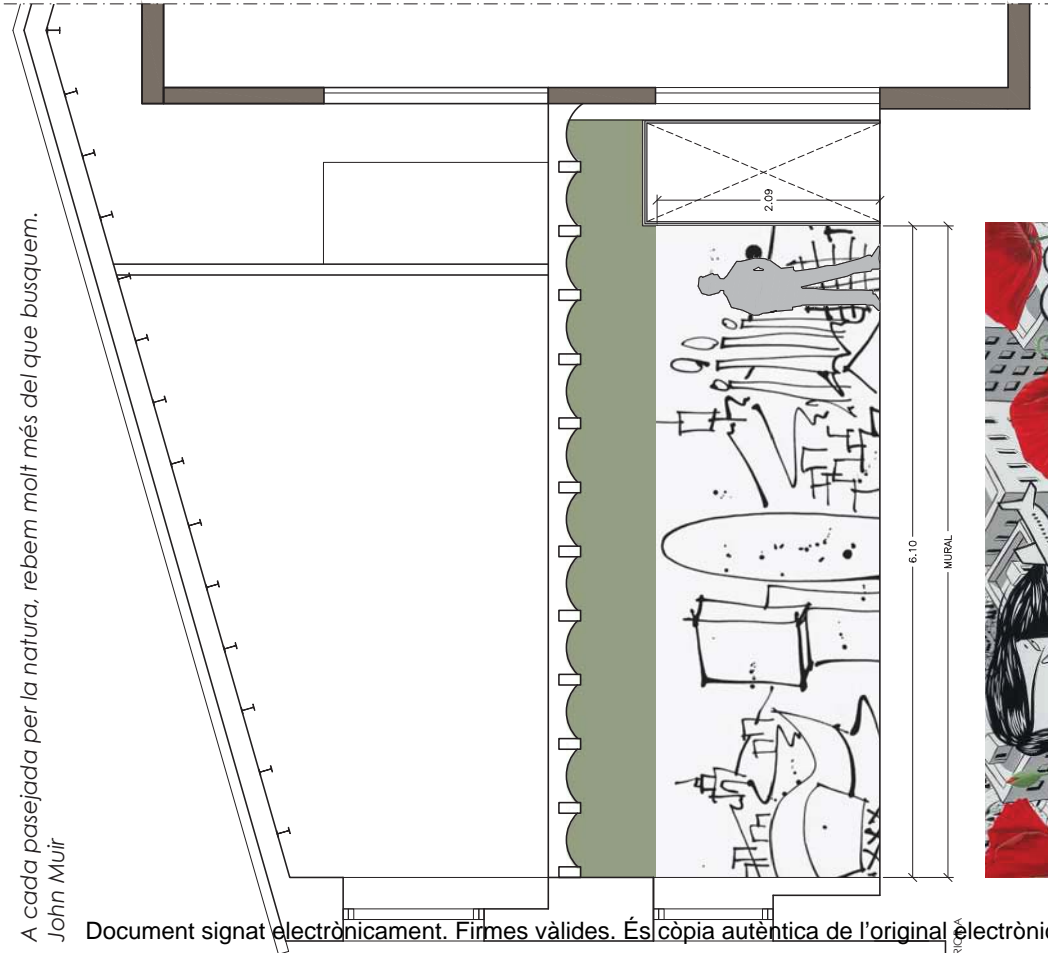 A cada pasejada per la natura, rebem molt més del que busquem.
John Muir
2.09
6.10
MURAL
Document signat electrònicament. Firmes vàlides. És còpia autèntica de l'original electrònic